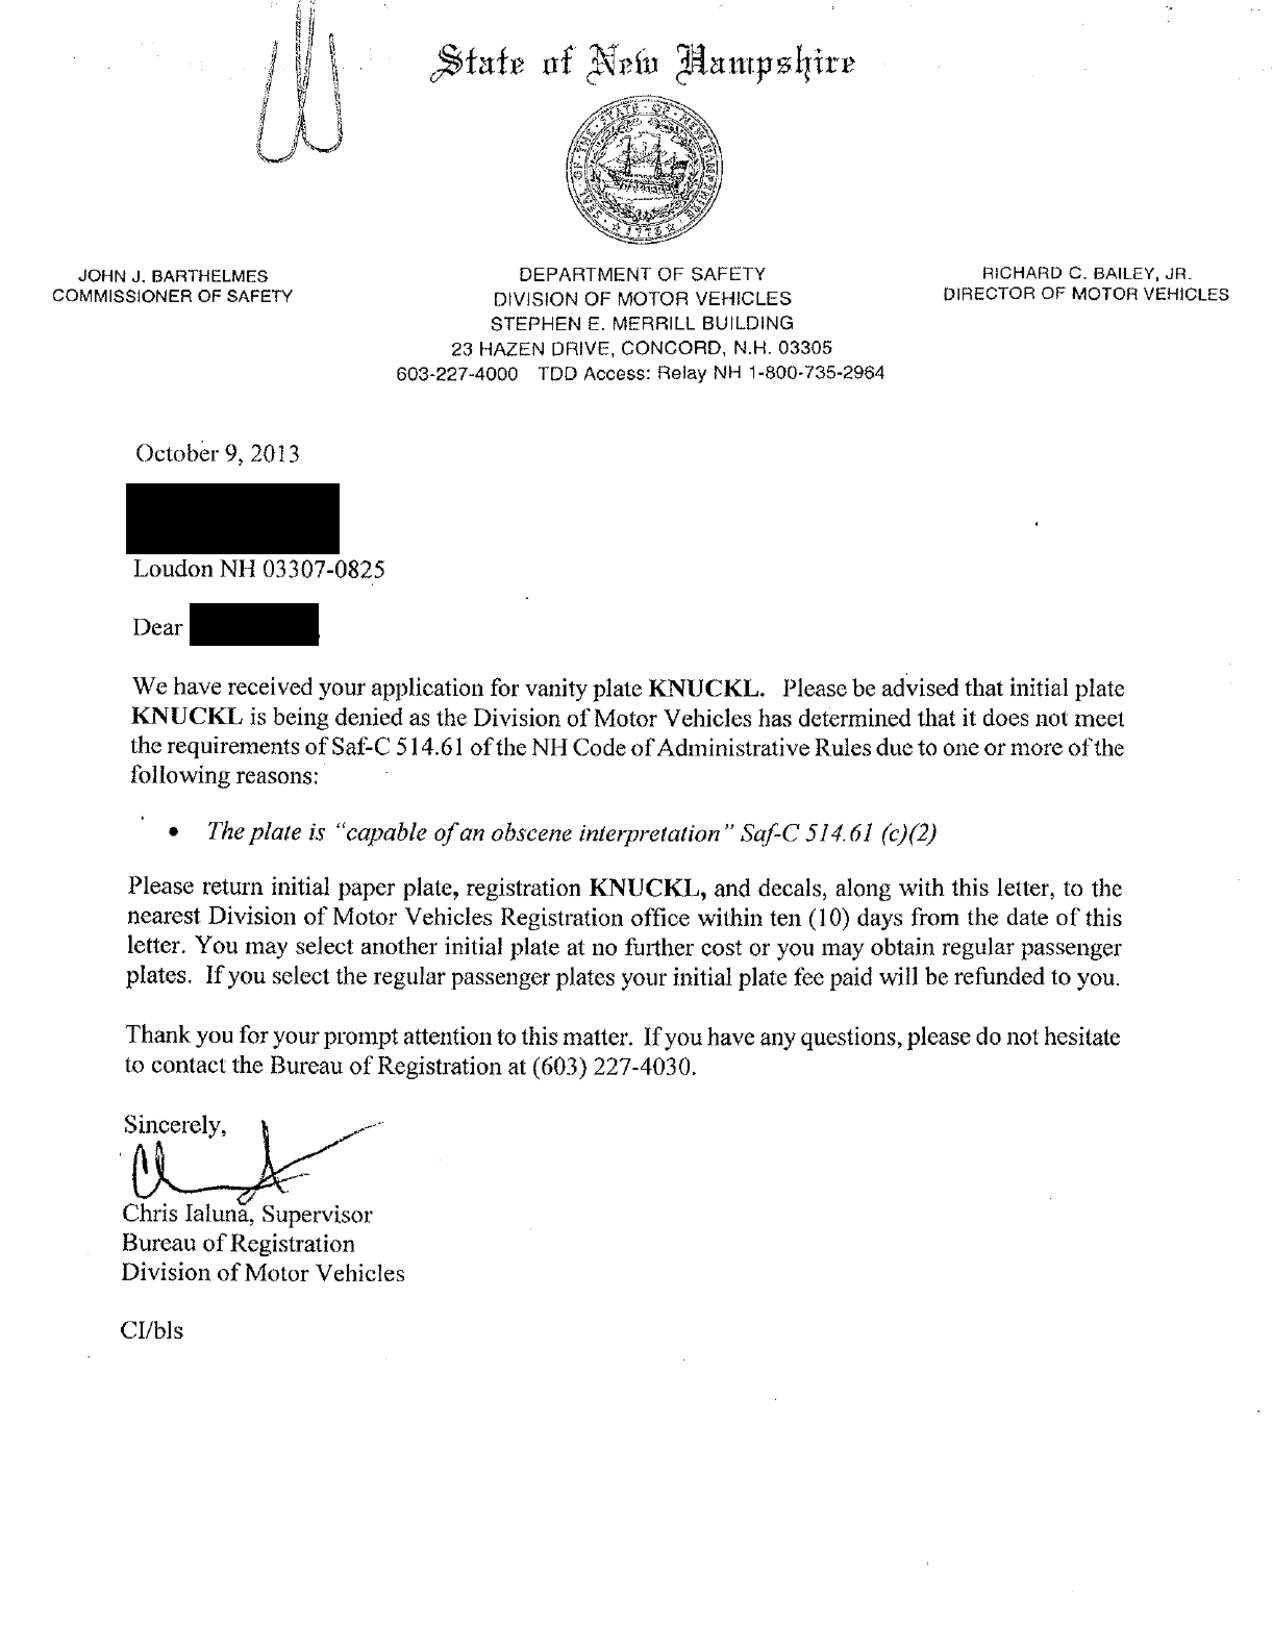 State of New Hampshire
SEAL · OF · THE · STATE · OF · NEW HAMPSHIRE
1776
JOHN J. BARTHELMES
COMMISSIONER OF SAFETY
DEPARTMENT OF SAFETY
DIVISION OF MOTOR VEHICLES
STEPHEN E. MERRILL BUILDING
23 HAZEN DRIVE, CONCORD, N.H. 03305
603-227-4000 TDD Access: Relay NH 1-800-735-2964
RICHARD C. BAILEY, JR.
DIRECTOR OF MOTOR VEHICLES
October 9, 2013
Loudon NH 03307-0825
Dear
We have received your application for vanity plate KNUCKL. Please be advised that initial plate
KNUCKL is being denied as the Division of Motor Vehicles has determined that it does not meet
the requirements of Saf-C 514.61 of the NH Code of Administrative Rules due to one or more of the
following reasons:
• The plate is “capable of an obscene interpretation” Saf-C 514.61 (c)(2)
Please return initial paper plate, registration KNUCKL, and decals, along with this letter, to the
nearest Division of Motor Vehicles Registration office within ten (10) days from the date of this
letter. You may select another initial plate at no further cost or you may obtain regular passenger
plates. If you select the regular passenger plates your initial plate fee paid will be refunded to you.
Thank you for your prompt attention to this matter. If you have any questions, please do not hesitate
to contact the Bureau of Registration at (603) 227-4030.
Sincerely,
Chris Ialuna, Supervisor
Bureau of Registration
Division of Motor Vehicles
CI/bls